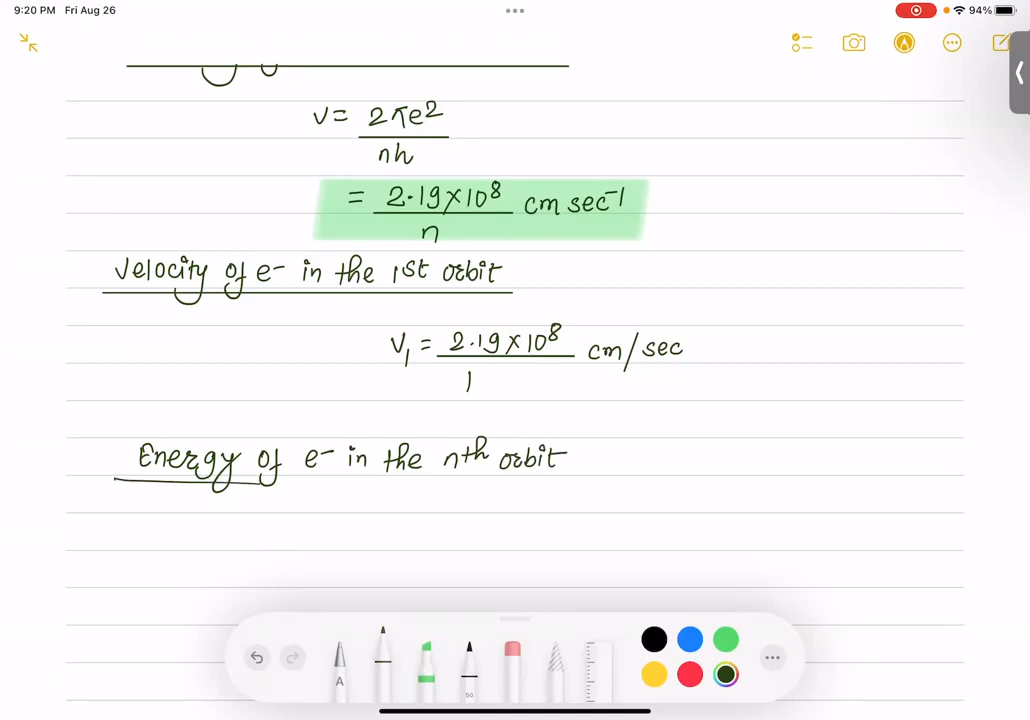 9:20 PM Fri Aug 26
94%
v = 2πe²
nh
= 2.19×10⁸ cm sec⁻¹
n
Velocity of e⁻ in the 1st orbit
V₁ = 2.19×10⁸ cm/sec
1
Energy of e⁻ in the nth orbit
A
50